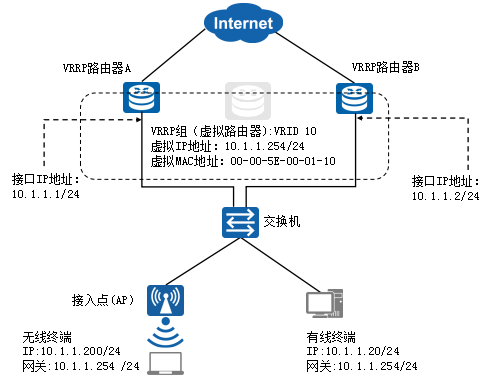 Internet
VRRP路由器A
VRRP路由器B
VRRP组（虚拟路由器):VRID 10
虚拟IP地址: 10.1.1.254/24
虚拟MAC地址: 00-00-5E-00-01-10
接口IP地址:
10.1.1.1/24
接口IP地址:
10.1.1.2/24
交换机
接入点(AP)
无线终端
IP:10.1.1.200/24
网关:10.1.1.254 /24
有线终端
IP:10.1.1.20/24
网关:10.1.1.254/24